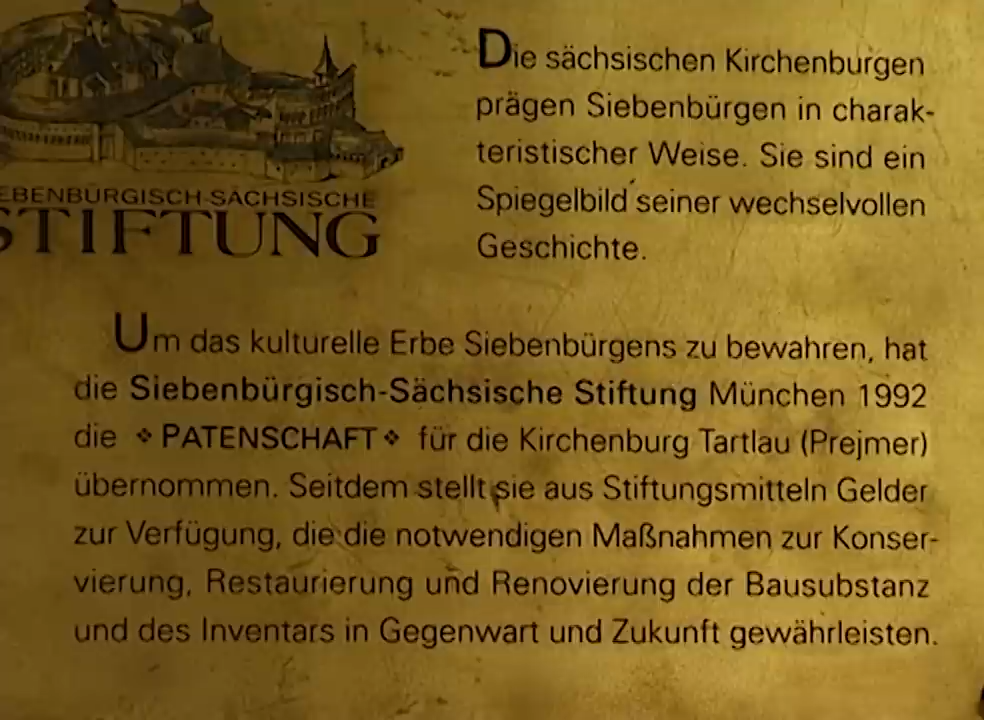 EBENBÜRGISCH-SÄCHSISCHE
STIFTUNG
Die sächsischen Kirchenburgen
prägen Siebenbürgen in charak-
teristischer Weise. Sie sind ein
Spiegelbild seiner wechselvollen
Geschichte.
Um das kulturelle Erbe Siebenbürgens zu bewahren, hat
die Siebenbürgisch-Sächsische Stiftung München 1992
die ❖ PATENSCHAFT ❖ für die Kirchenburg Tartlau (Prejmer)
übernommen. Seitdem stellt sie aus Stiftungsmitteln Gelder
zur Verfügung, die die notwendigen Maßnahmen zur Konser-
vierung, Restaurierung und Renovierung der Bausubstanz
und des Inventars in Gegenwart und Zukunft gewährleisten.